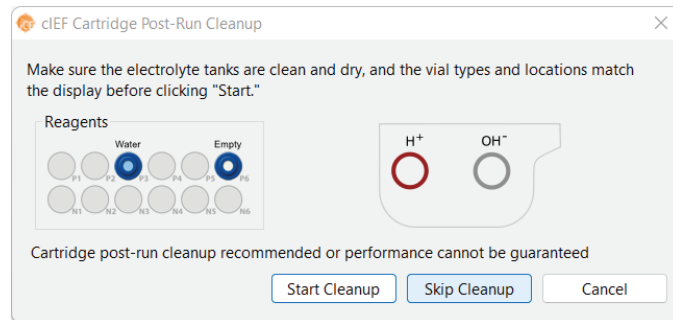 cIEF Cartridge Post-Run Cleanup
Make sure the electrolyte tanks are clean and dry, and the vial types and locations match
the display before clicking "Start."
Reagents
Water Empty
P1 P2 P3 P4 P5 P6
N1 N2 N3 N4 N5 N6
H+ OH-
Cartridge post-run cleanup recommended or performance cannot be guaranteed
Start Cleanup Skip Cleanup Cancel